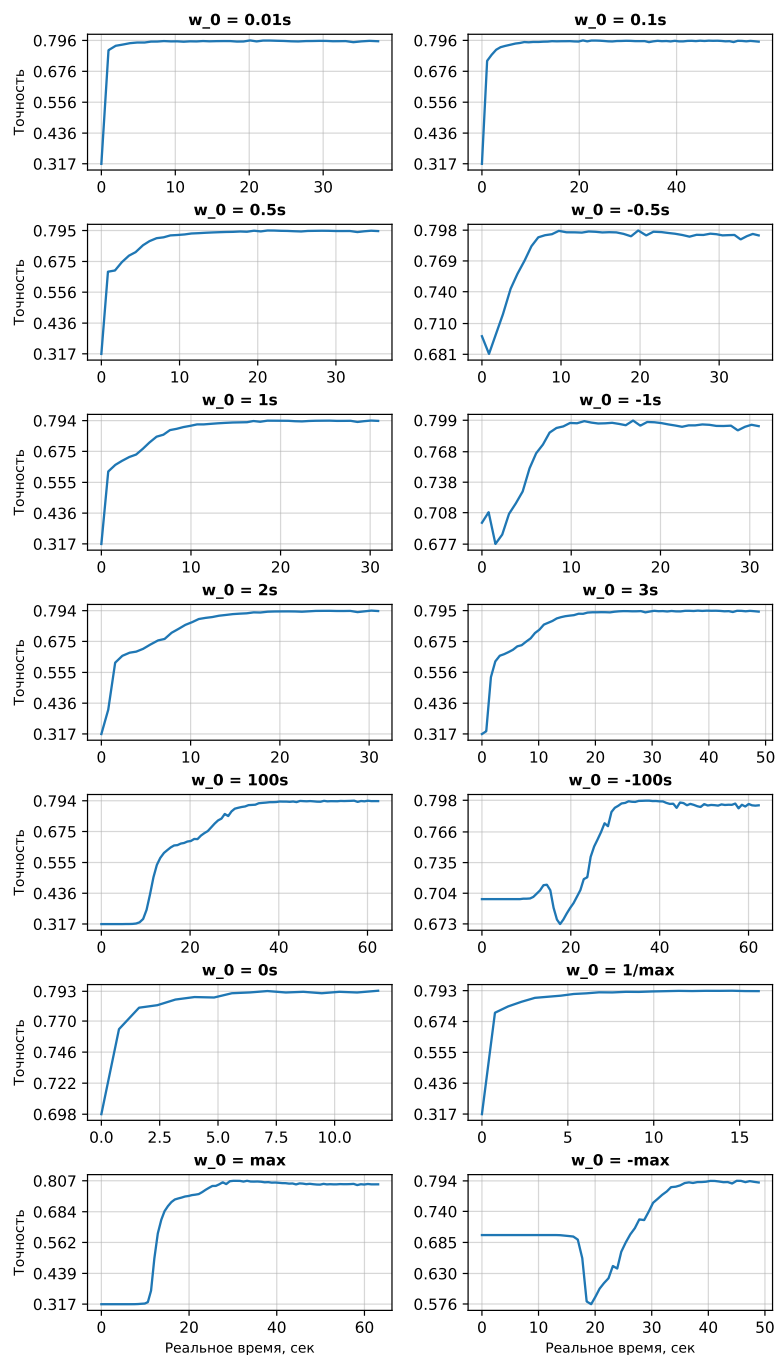 w_0 = 0.01s w_0 = 0.1s
Точность
0.796 0.676 0.556 0.436 0.317
0 10 20 30
0.796 0.676 0.556 0.436 0.317
0 20 40
w_0 = 0.5s w_0 = -0.5s
Точность
0.795 0.675 0.556 0.436 0.317
0 10 20 30
0.798 0.769 0.740 0.710 0.681
0 10 20 30
w_0 = 1s w_0 = -1s
Точность
0.794 0.675 0.555 0.436 0.317
0 10 20 30
0.799 0.768 0.738 0.708 0.677
0 10 20 30
w_0 = 2s w_0 = 3s
Точность
0.794 0.675 0.555 0.436 0.317
0 10 20 30
0.795 0.675 0.556 0.436 0.317
0 10 20 30 40 50
w_0 = 100s w_0 = -100s
Точность
0.794 0.675 0.555 0.436 0.317
0 20 40 60
0.798 0.766 0.735 0.704 0.673
0 20 40 60
w_0 = 0s w_0 = 1/max
Точность
0.793 0.770 0.746 0.722 0.698
0.0 2.5 5.0 7.5 10.0
0.793 0.674 0.555 0.436 0.317
0 5 10 15
w_0 = max w_0 = -max
Точность
0.807 0.684 0.562 0.439 0.317
0 20 40 60
0.794 0.740 0.685 0.630 0.576
0 10 20 30 40 50
Реальное время, сек Реальное время, сек